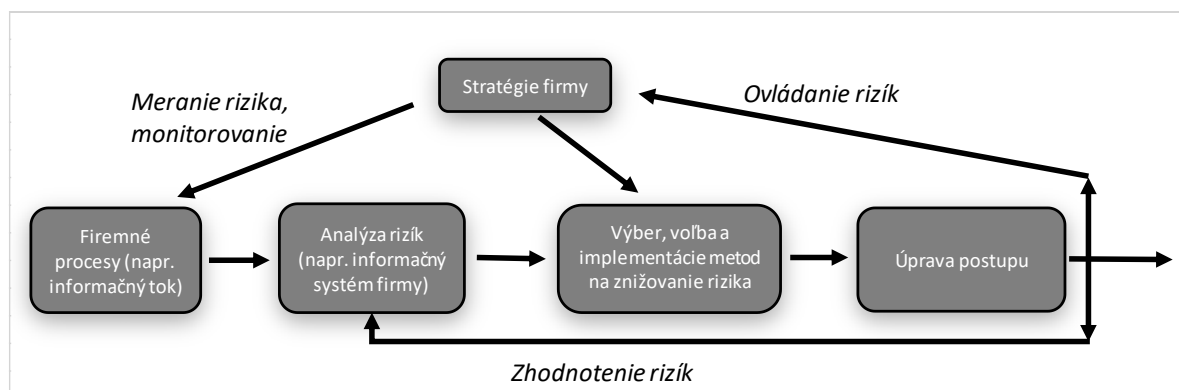 Stratégie firmy
Ovládanie rizík
Meranie rizika,
monitorovanie
Firemné
procesy (napr.
informačný tok)
Analýza rizík
(napr. informačný
systém firmy)
Výber, voľba a
implementácie metod
na znižovanie rizika
Úprava postupu
Zhodnotenie rizík